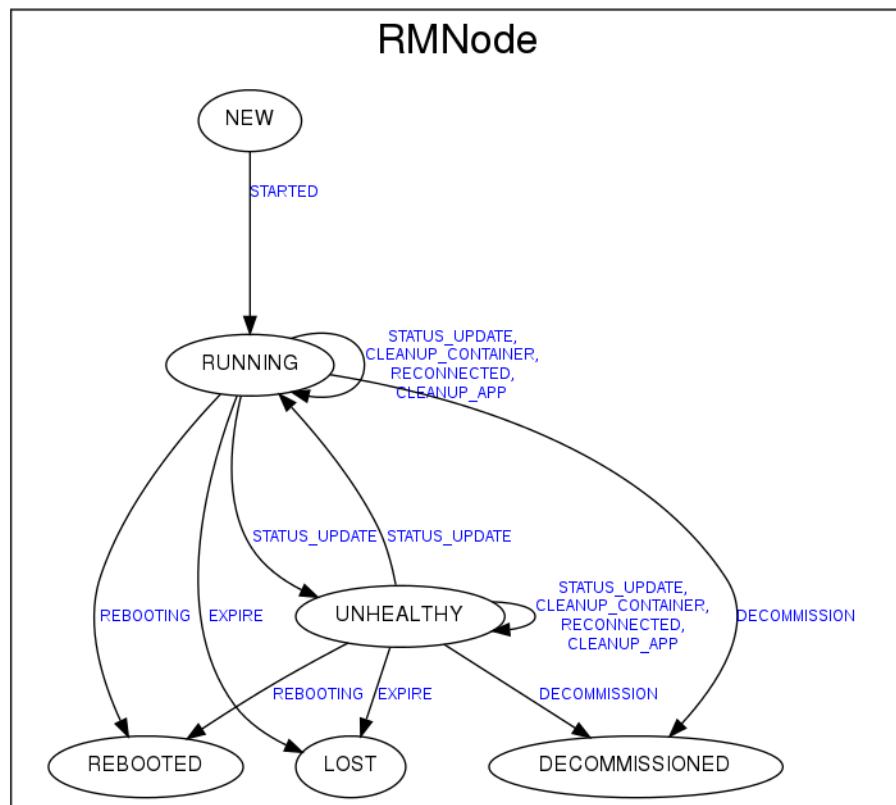 RMNode
NEW
STARTED
RUNNING
STATUS_UPDATE,
CLEANUP_CONTAINER,
RECONNECTED,
CLEANUP_APP
STATUS_UPDATE
STATUS_UPDATE
UNHEALTHY
STATUS_UPDATE,
CLEANUP_CONTAINER,
RECONNECTED,
CLEANUP_APP
REBOOTING
EXPIRE
DECOMMISSION
REBOOTING
EXPIRE
DECOMMISSION
REBOOTED
LOST
DECOMMISSIONED